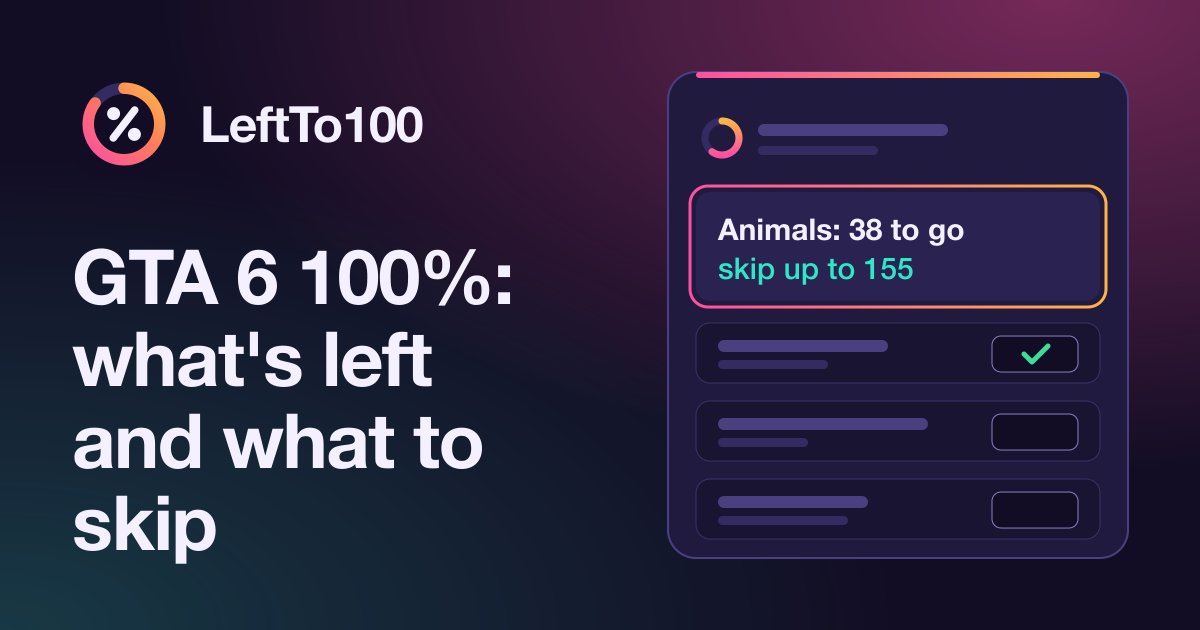 LeftTo100
GTA 6 100%:
what's left
and what to
skip
Animals: 38 to go
skip up to 155